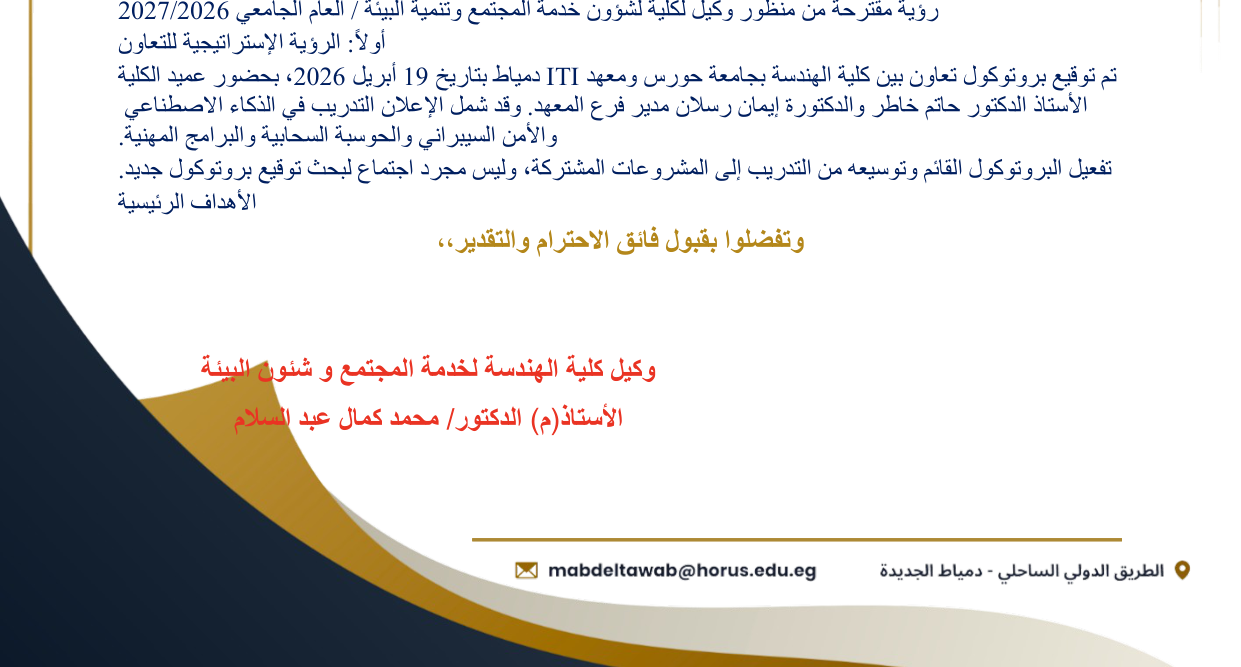 رؤية مقترحة من منظور وكيل لكلية لشؤون خدمة المجتمع وتنمية البيئة / العام الجامعي 2027/2026
أولاً: الرؤية الإستراتيجية للتعاون
تم توقيع بروتوكول تعاون بين كلية الهندسة بجامعة حورس ومعهد ITI دمياط بتاريخ 19 أبريل 2026، بحضور عميد الكلية
الأستاذ الدكتور حاتم خاطر والدكتورة إيمان رسلان مدير فرع المعهد. وقد شمل الإعلان التدريب في الذكاء الاصطناعي
والأمن السيبراني والحوسبة السحابية والبرامج المهنية.
تفعيل البروتوكول القائم وتوسيعه من التدريب إلى المشروعات المشتركة، وليس مجرد اجتماع لبحث توقيع بروتوكول جديد.
الأهداف الرئيسية
وتفضلوا بقبول فائق الاحترام والتقدير،،
وكيل كلية الهندسة لخدمة المجتمع و شئون البيئة
الأستاذ(م) الدكتور/ محمد كمال عبد السلام
الطريق الدولي الساحلي - دمياط الجديدة
mabdeltawab@horus.edu.eg